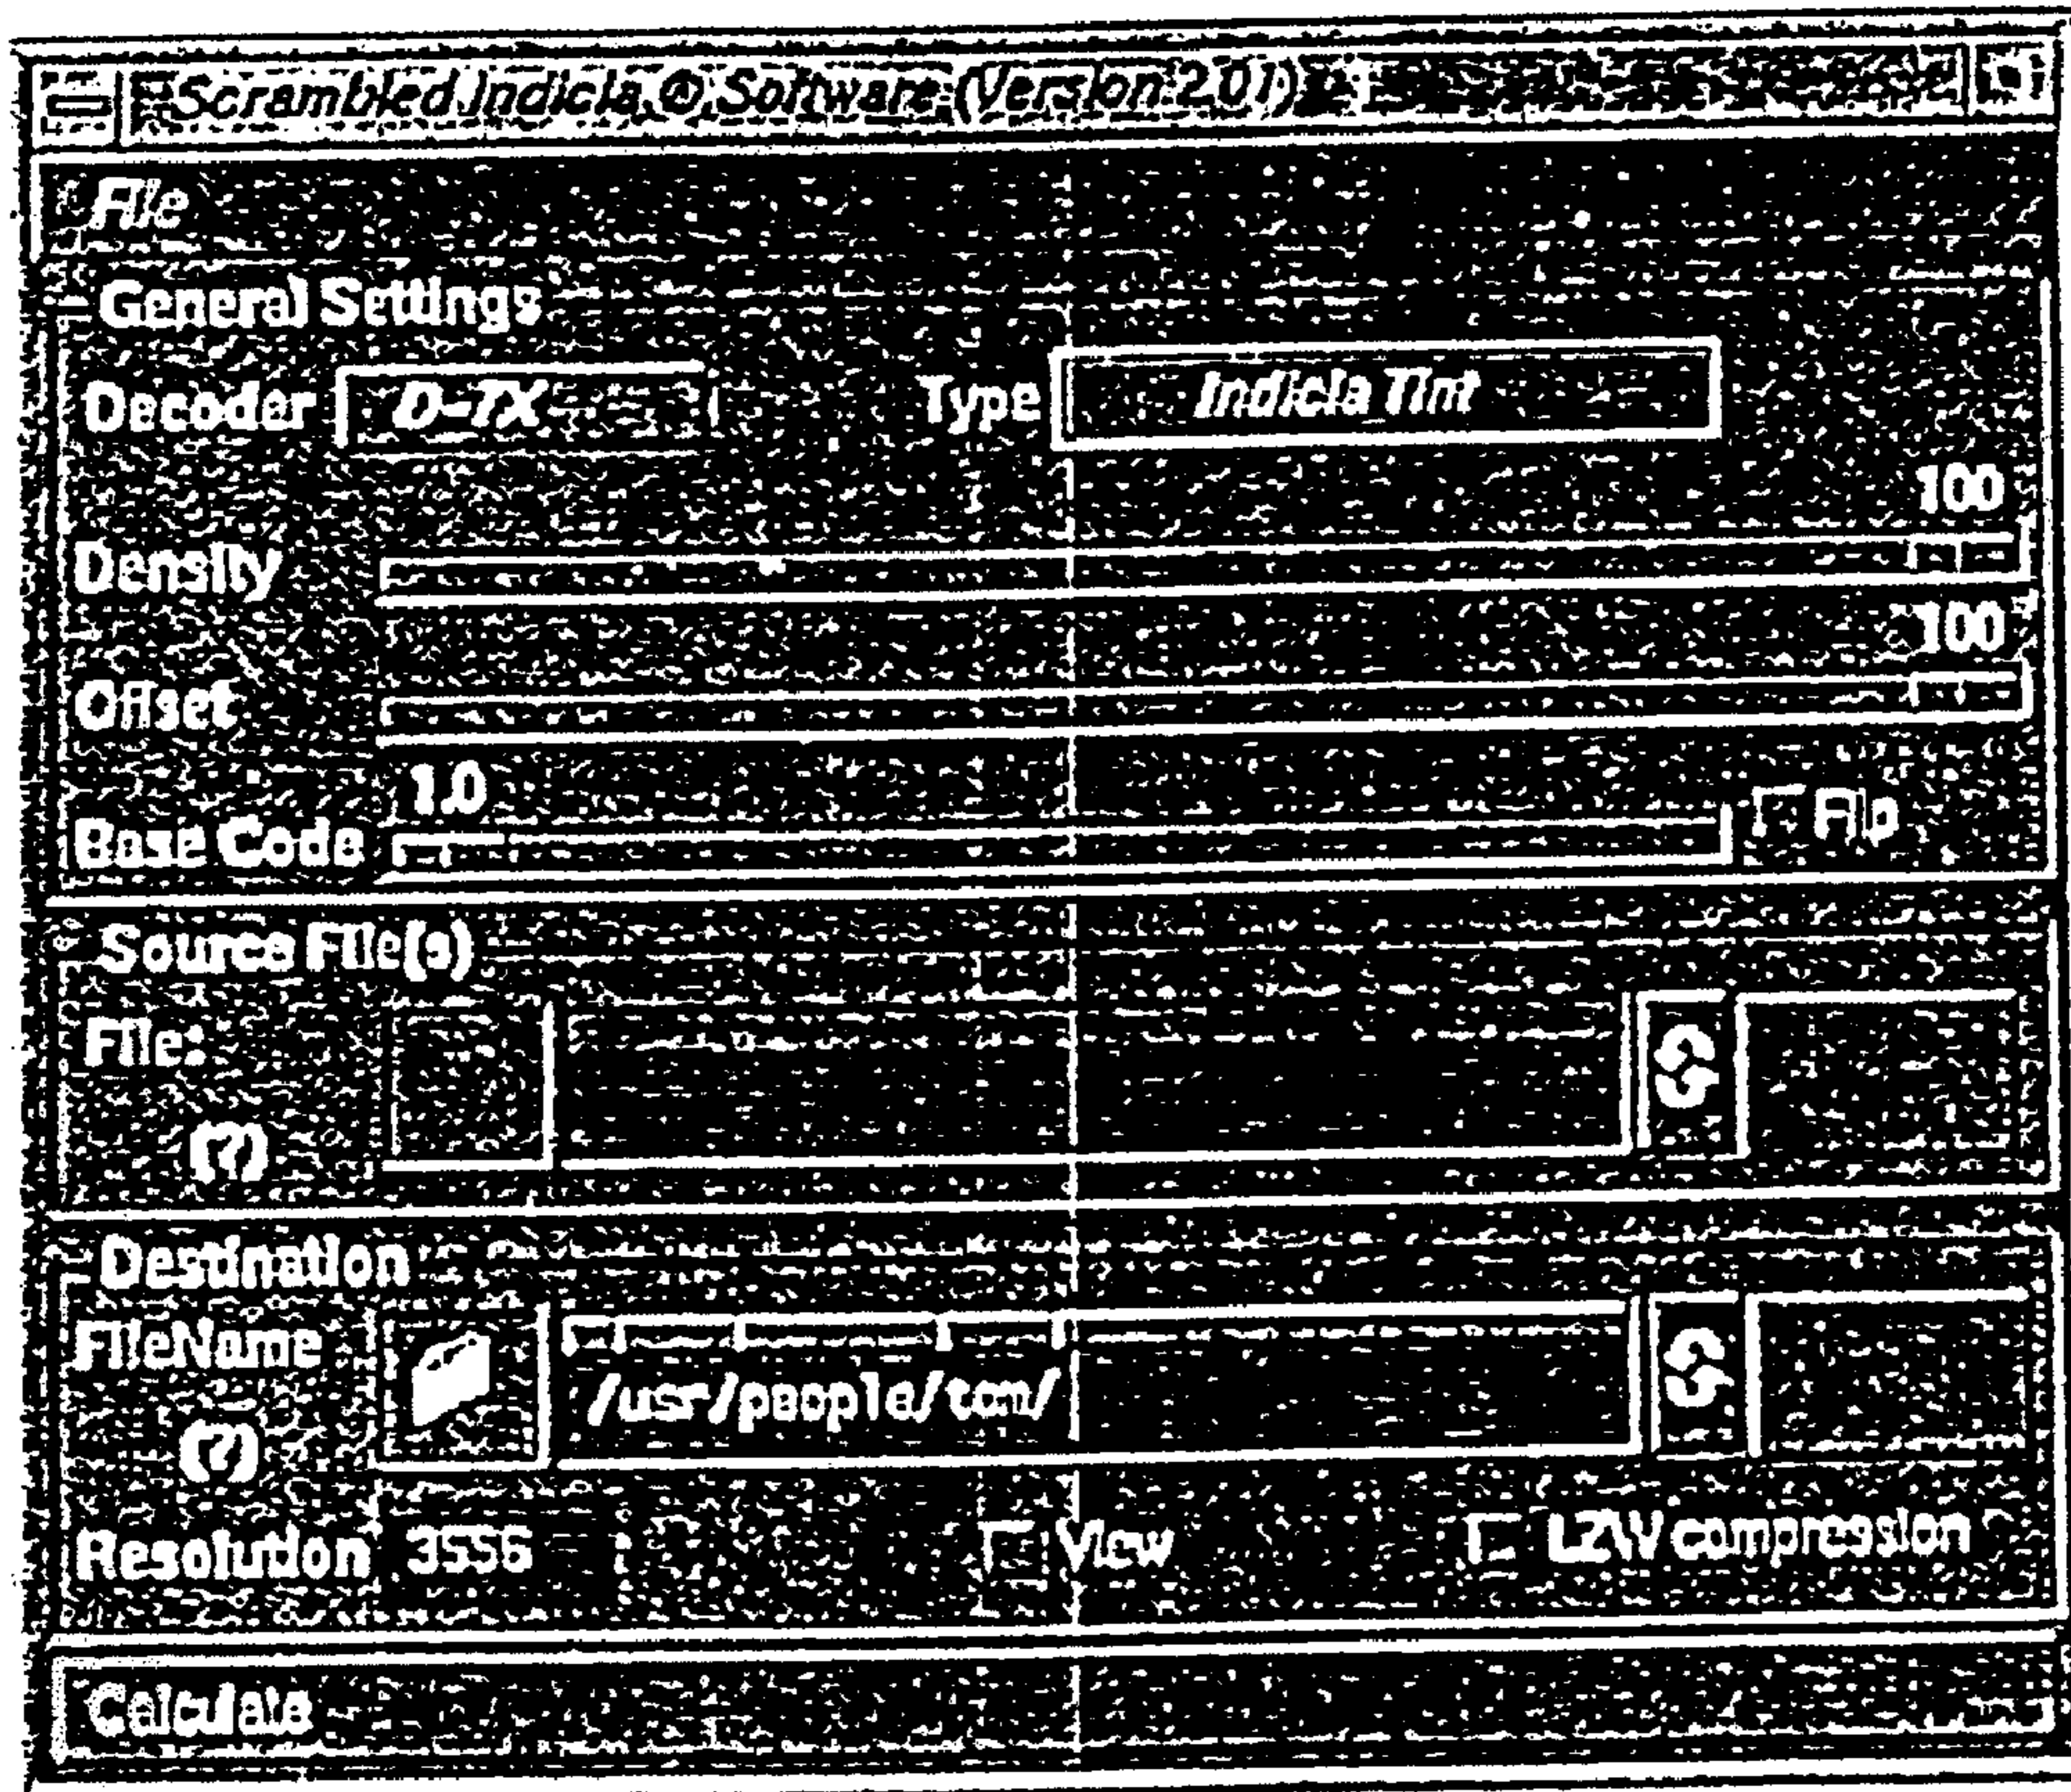 Scrambled Indicia © Software (Version 2.01)
File
General Settings
Decoder D-7X Type Indicia Tint
100
Density
100
Offset
1.0
Base Code Flip
Source File(s)
File:
(?)
Destination
FileName
/usr/people/tom/
(?)
Resolution 3556 View LZW compression
Calculate